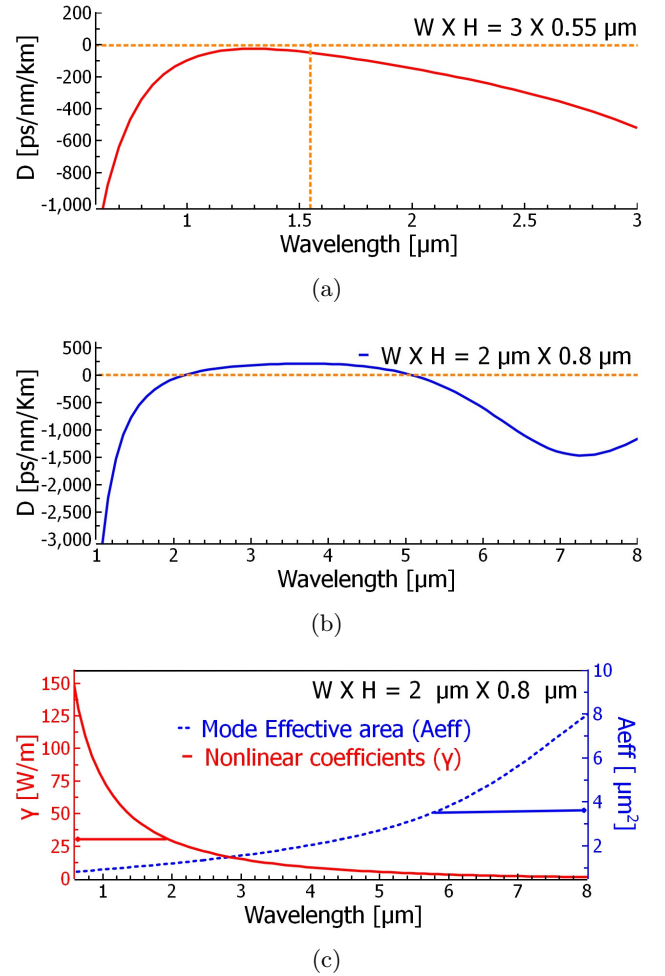 W X H = 3 X 0.55 µm
D [ps/nm/km]
200
0
-200
-400
-600
-800
-1,000
1 1.5 2 2.5 3
Wavelength [µm]
(a)
W X H = 2 µm X 0.8 µm
D [ps/nm/Km]
500
0
-500
-1,000
-1,500
-2,000
-2,500
-3,000
1 2 3 4 5 6 7 8
Wavelength [µm]
(b)
W X H = 2 µm X 0.8 µm
Mode Effective area (Aeff)
Nonlinear coefficients (γ)
γ [W/m]
150
125
100
75
50
25
0
Aeff [ µm²]
10
8
6
4
2
1 2 3 4 5 6 7 8
Wavelength [µm]
(c)